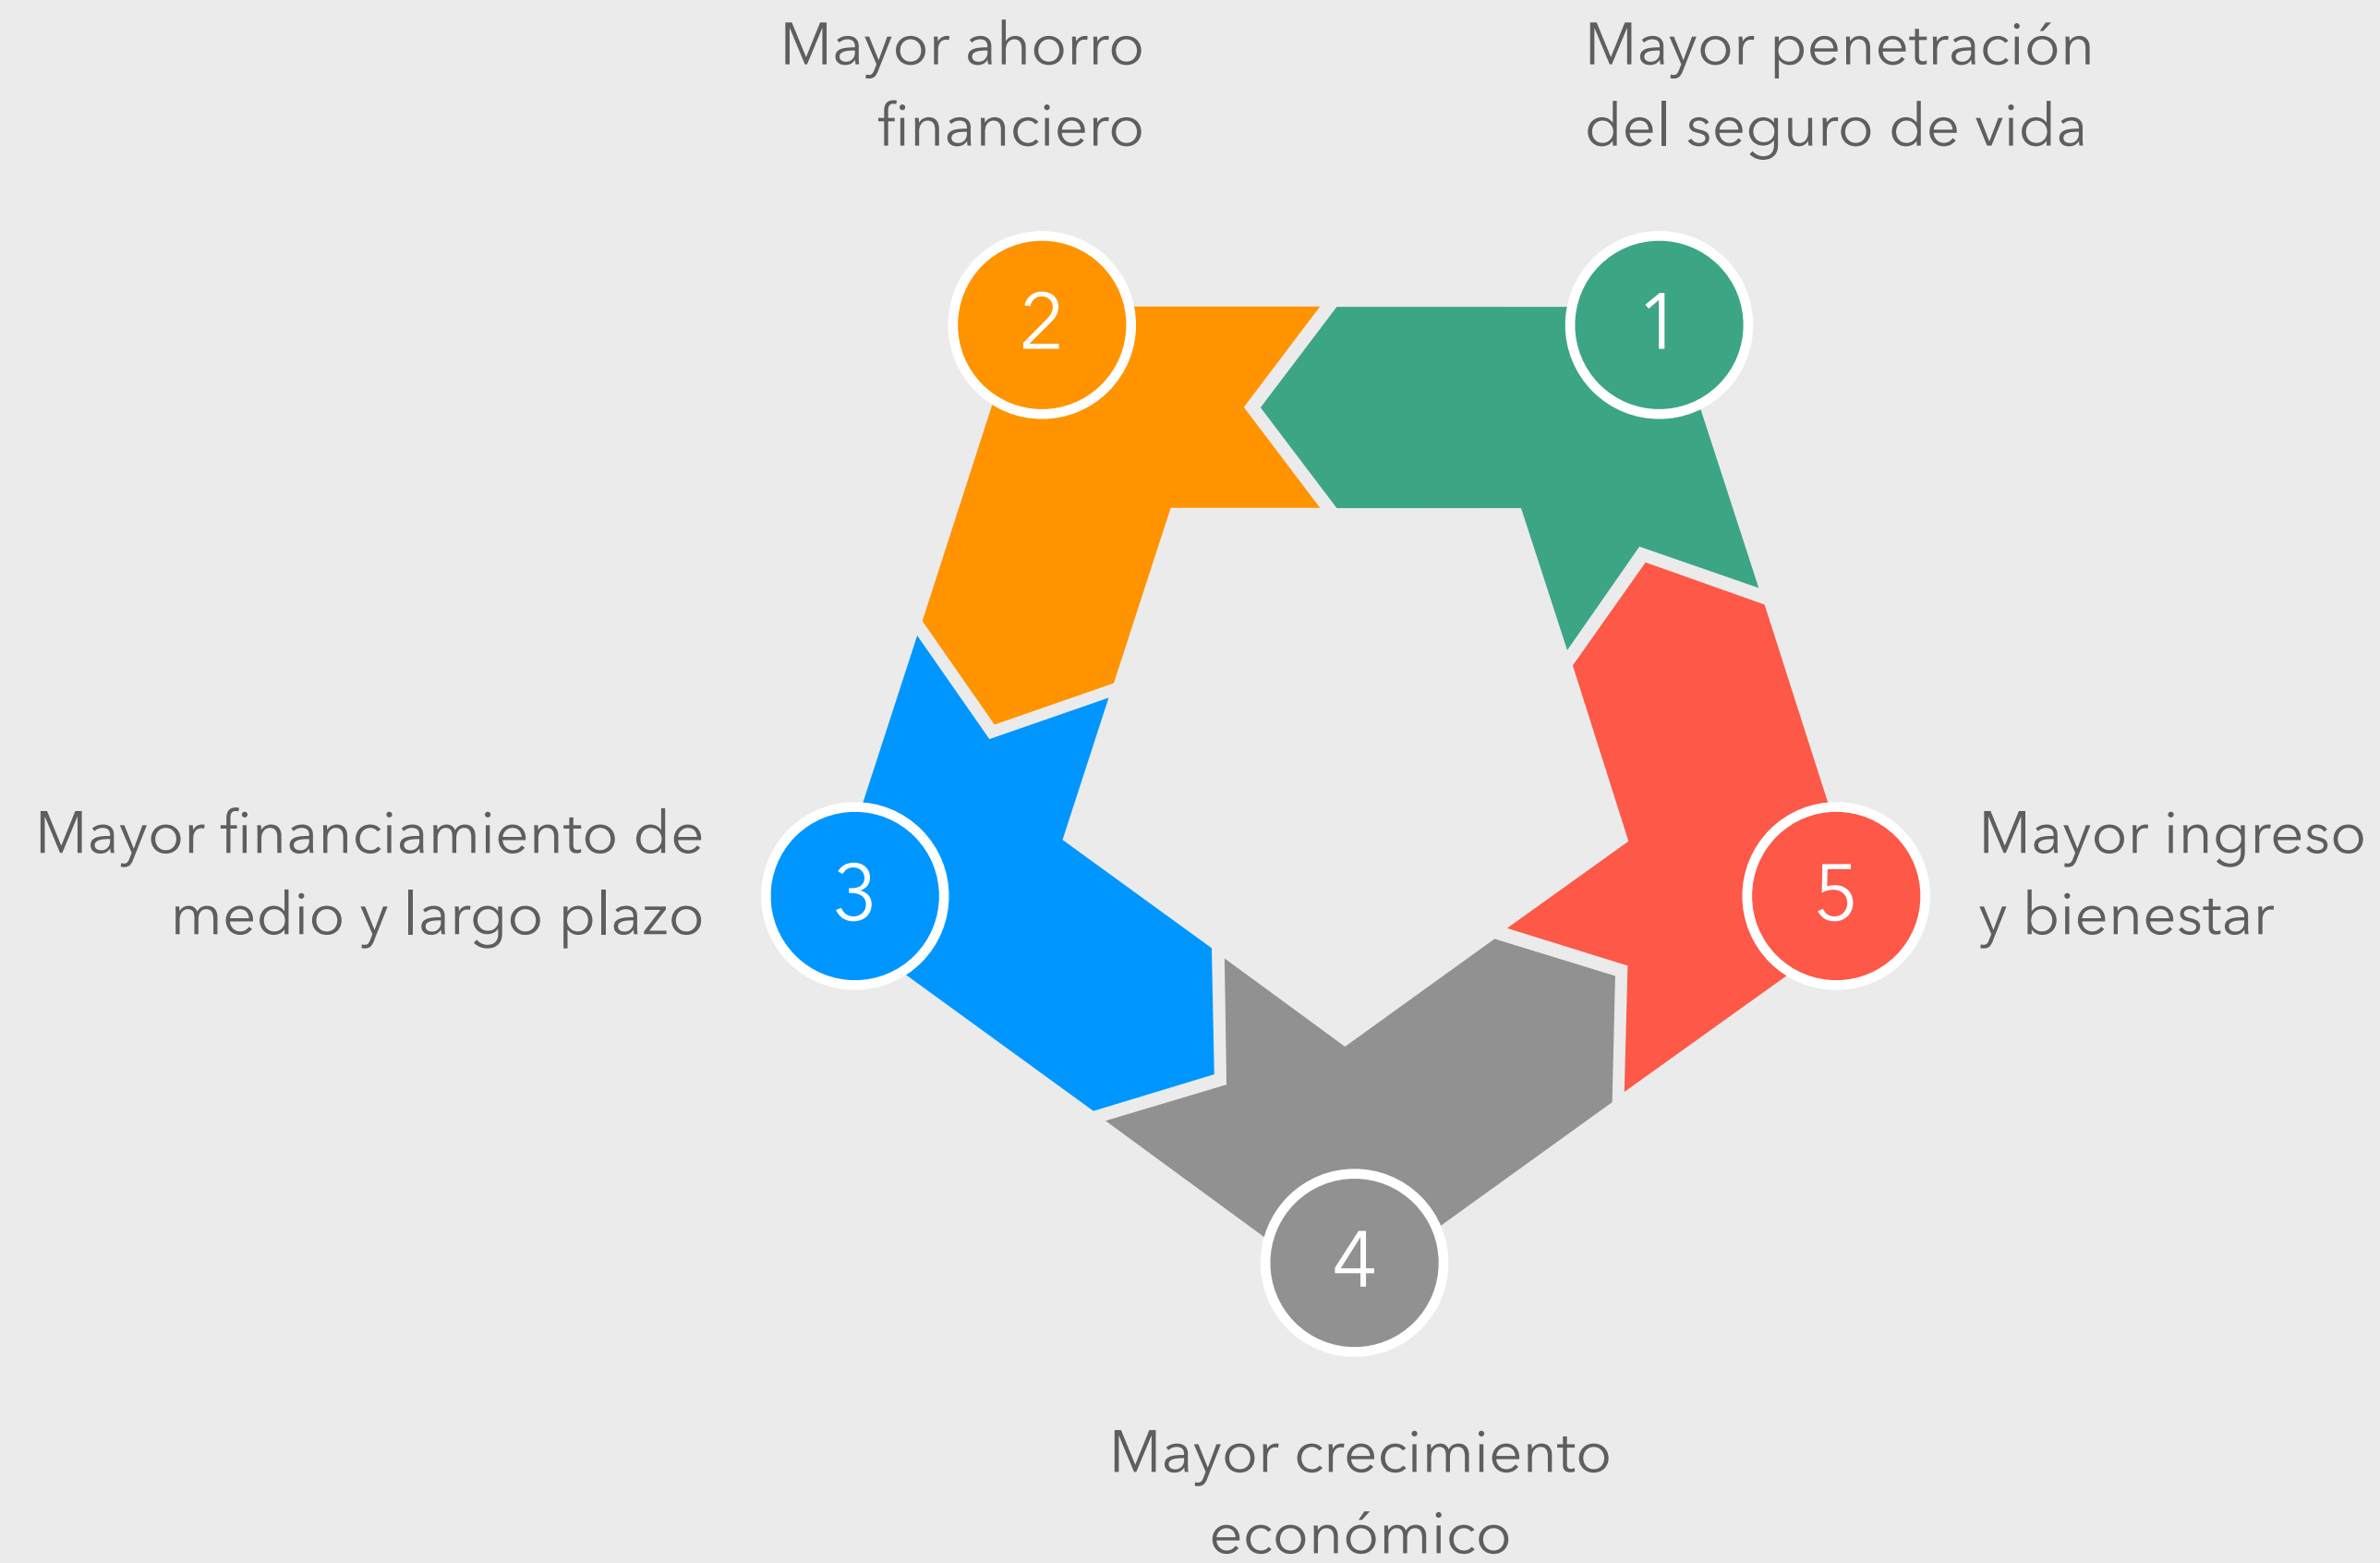 Mayor ahorro
financiero
Mayor penetración
del seguro de vida
2
1
Mayor financiamiento de
mediano y largo plazo
3
5
Mayor ingreso
y bienestar
4
Mayor crecimiento
económico